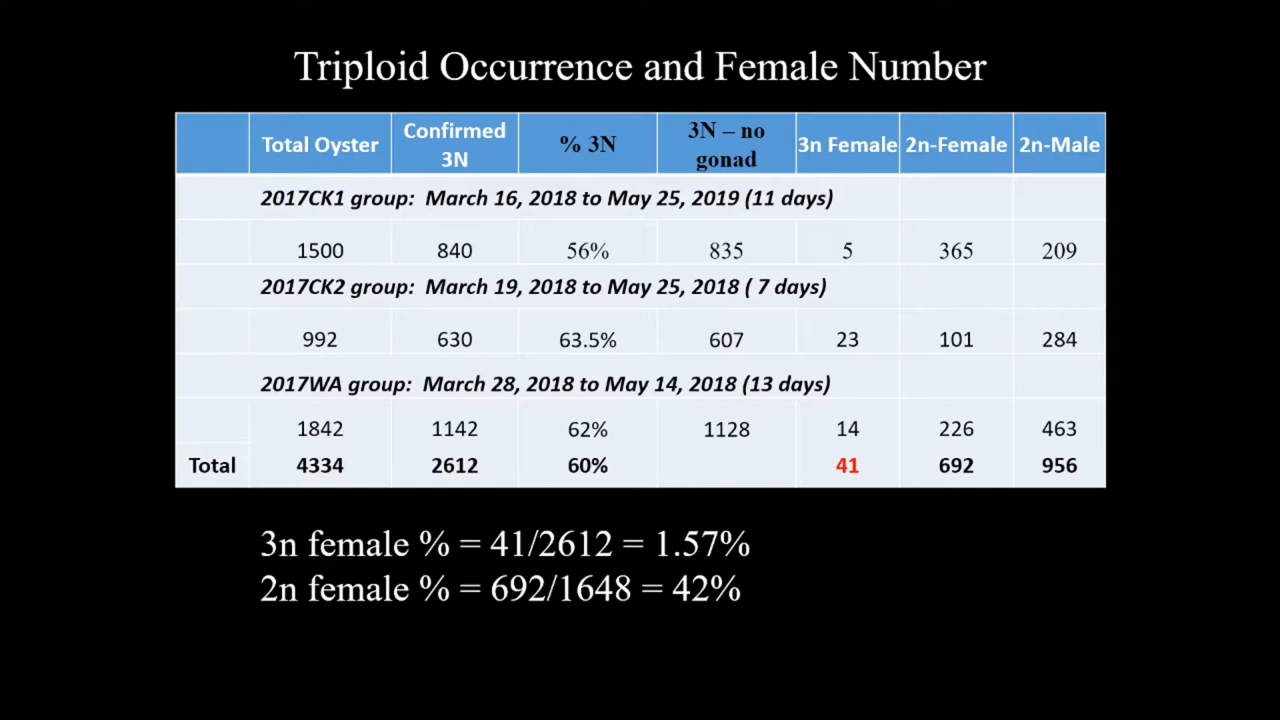 Triploid Occurrence and Female Number
Total Oyster Confirmed 3N % 3N 3N – no gonad 3n Female 2n-Female 2n-Male
2017CK1 group: March 16, 2018 to May 25, 2019 (11 days)
1500 840 56% 835 5 365 209
2017CK2 group: March 19, 2018 to May 25, 2018 ( 7 days)
992 630 63.5% 607 23 101 284
2017WA group: March 28, 2018 to May 14, 2018 (13 days)
1842 1142 62% 1128 14 226 463
Total 4334 2612 60% 41 692 956
3n female % = 41/2612 = 1.57%
2n female % = 692/1648 = 42%